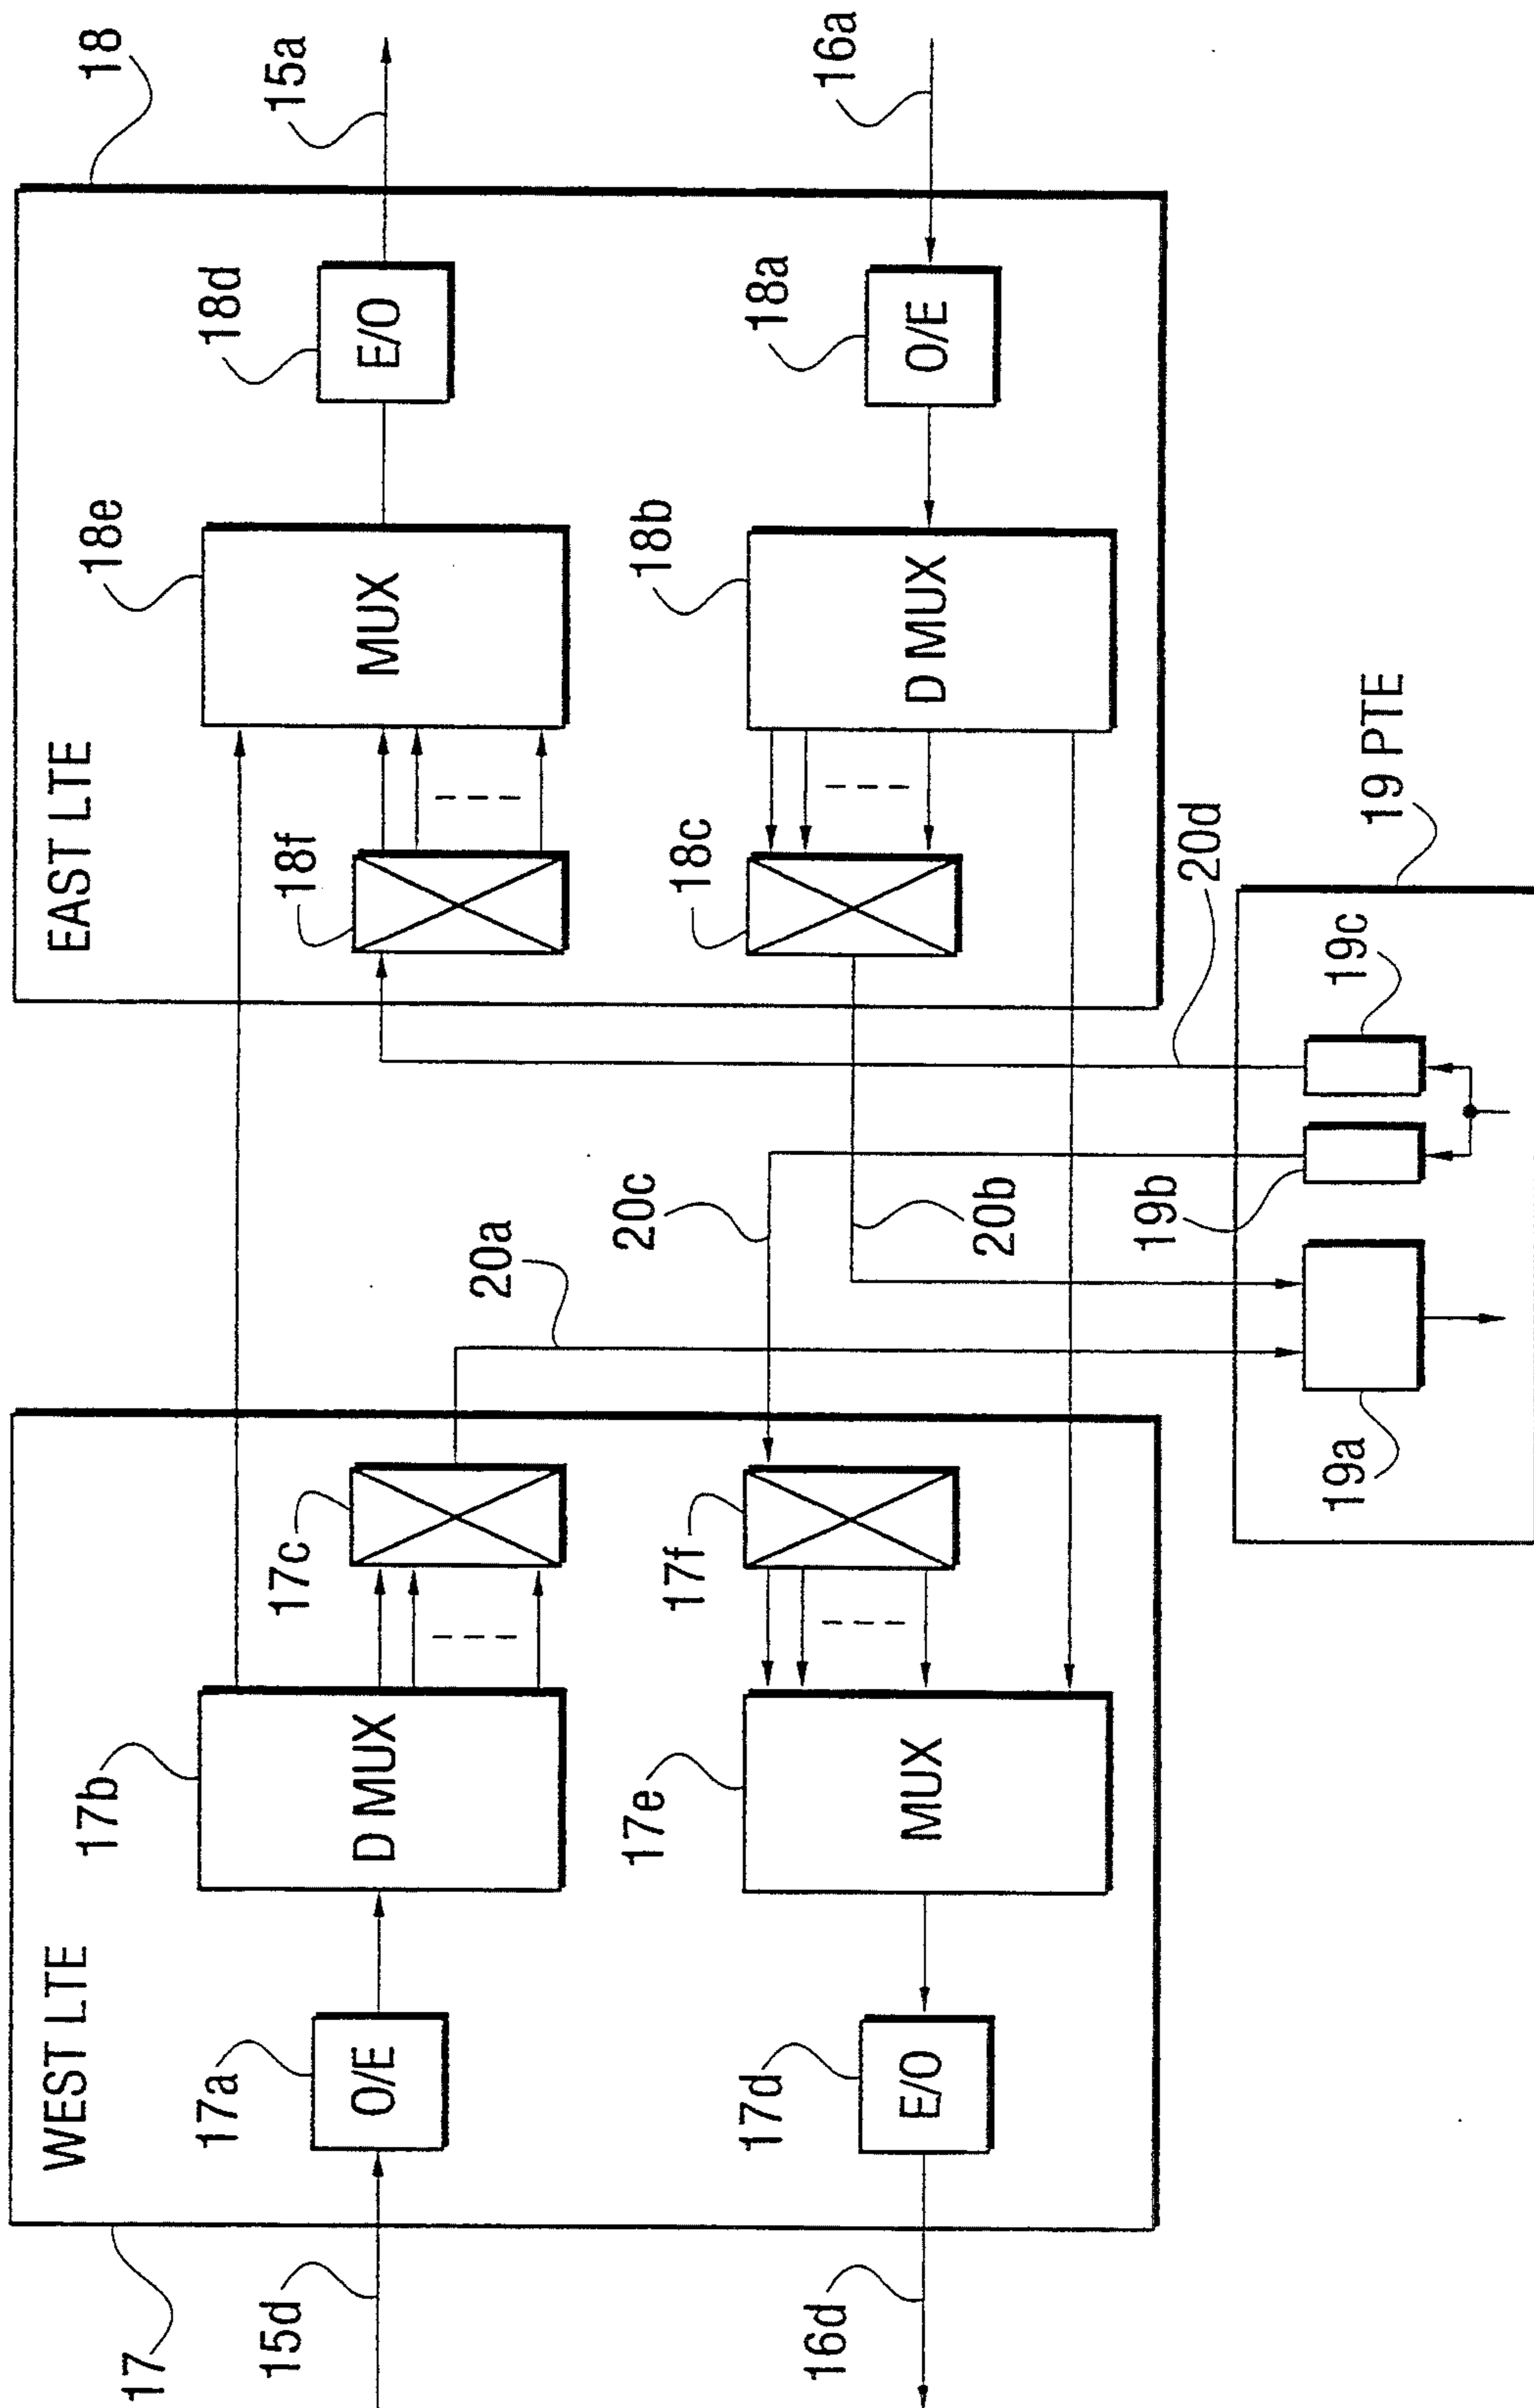 WEST LTE
EAST LTE
17
18
15d
17a
O/E
17b
D MUX
17c
20a
18f
18e
MUX
18d
E/O
15a
16d
17d
E/O
17e
MUX
17f
20c
20b
18c
18b
D MUX
18a
O/E
16a
19a
19b
19c
20d
19 PTE